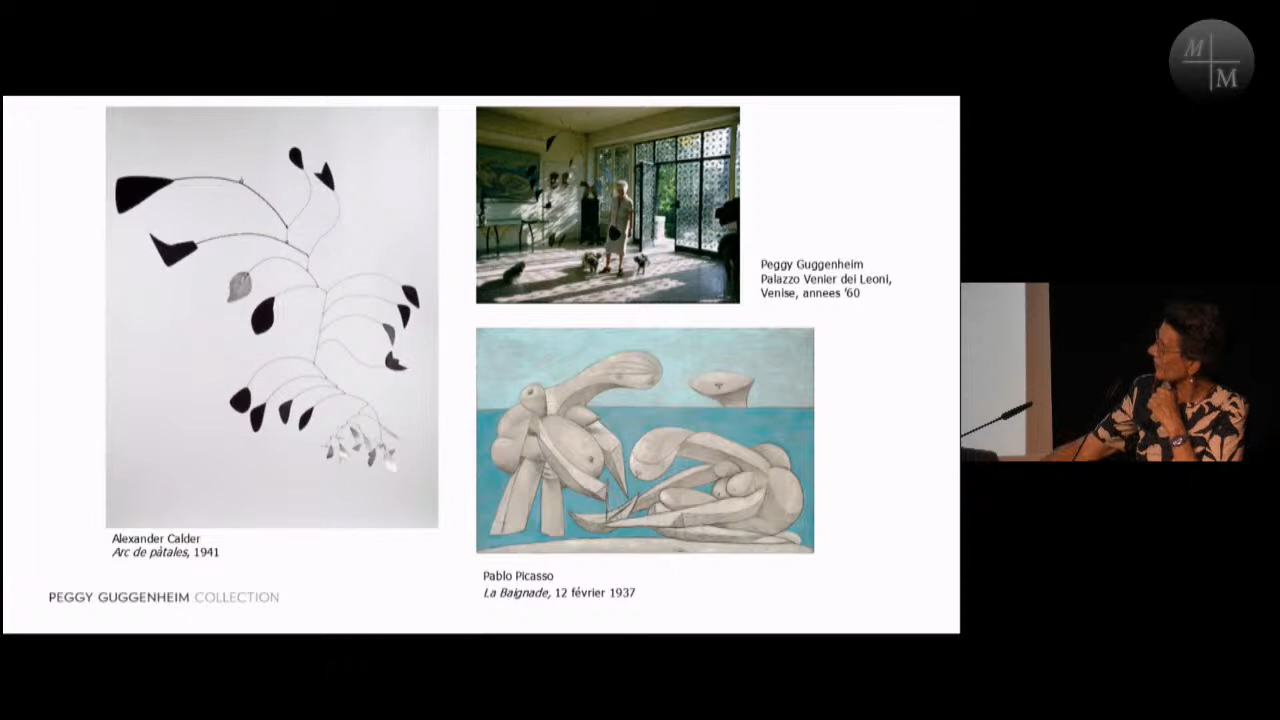 M
M
Peggy Guggenheim
Palazzo Venier dei Leoni,
Venise, annees '60
Alexander Calder
Arc de pàtales, 1941
Pablo Picasso
La Baignade, 12 février 1937
PEGGY GUGGENHEIM COLLECTION